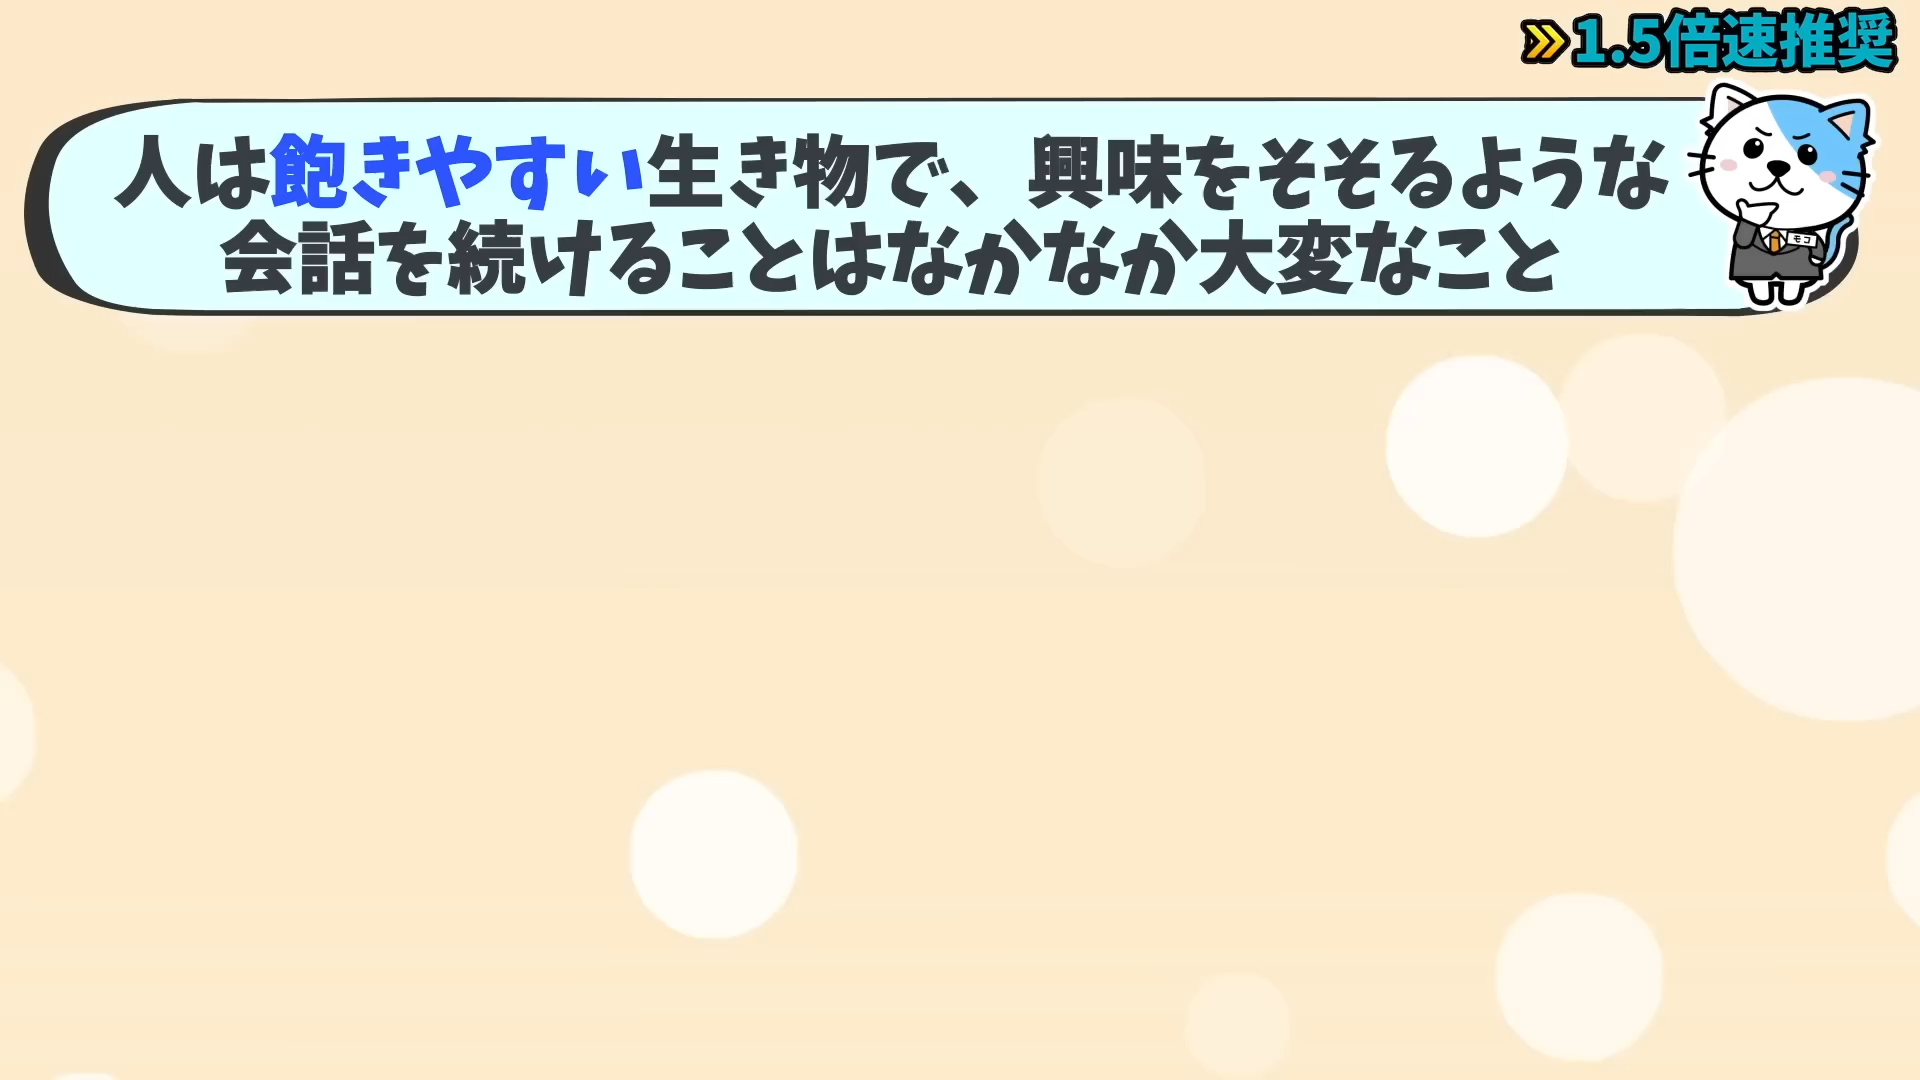 1.5倍速推奨
人は飽きやすい生き物で、興味をそそるような
会話を続けることはなかなか大変なこと
モコ